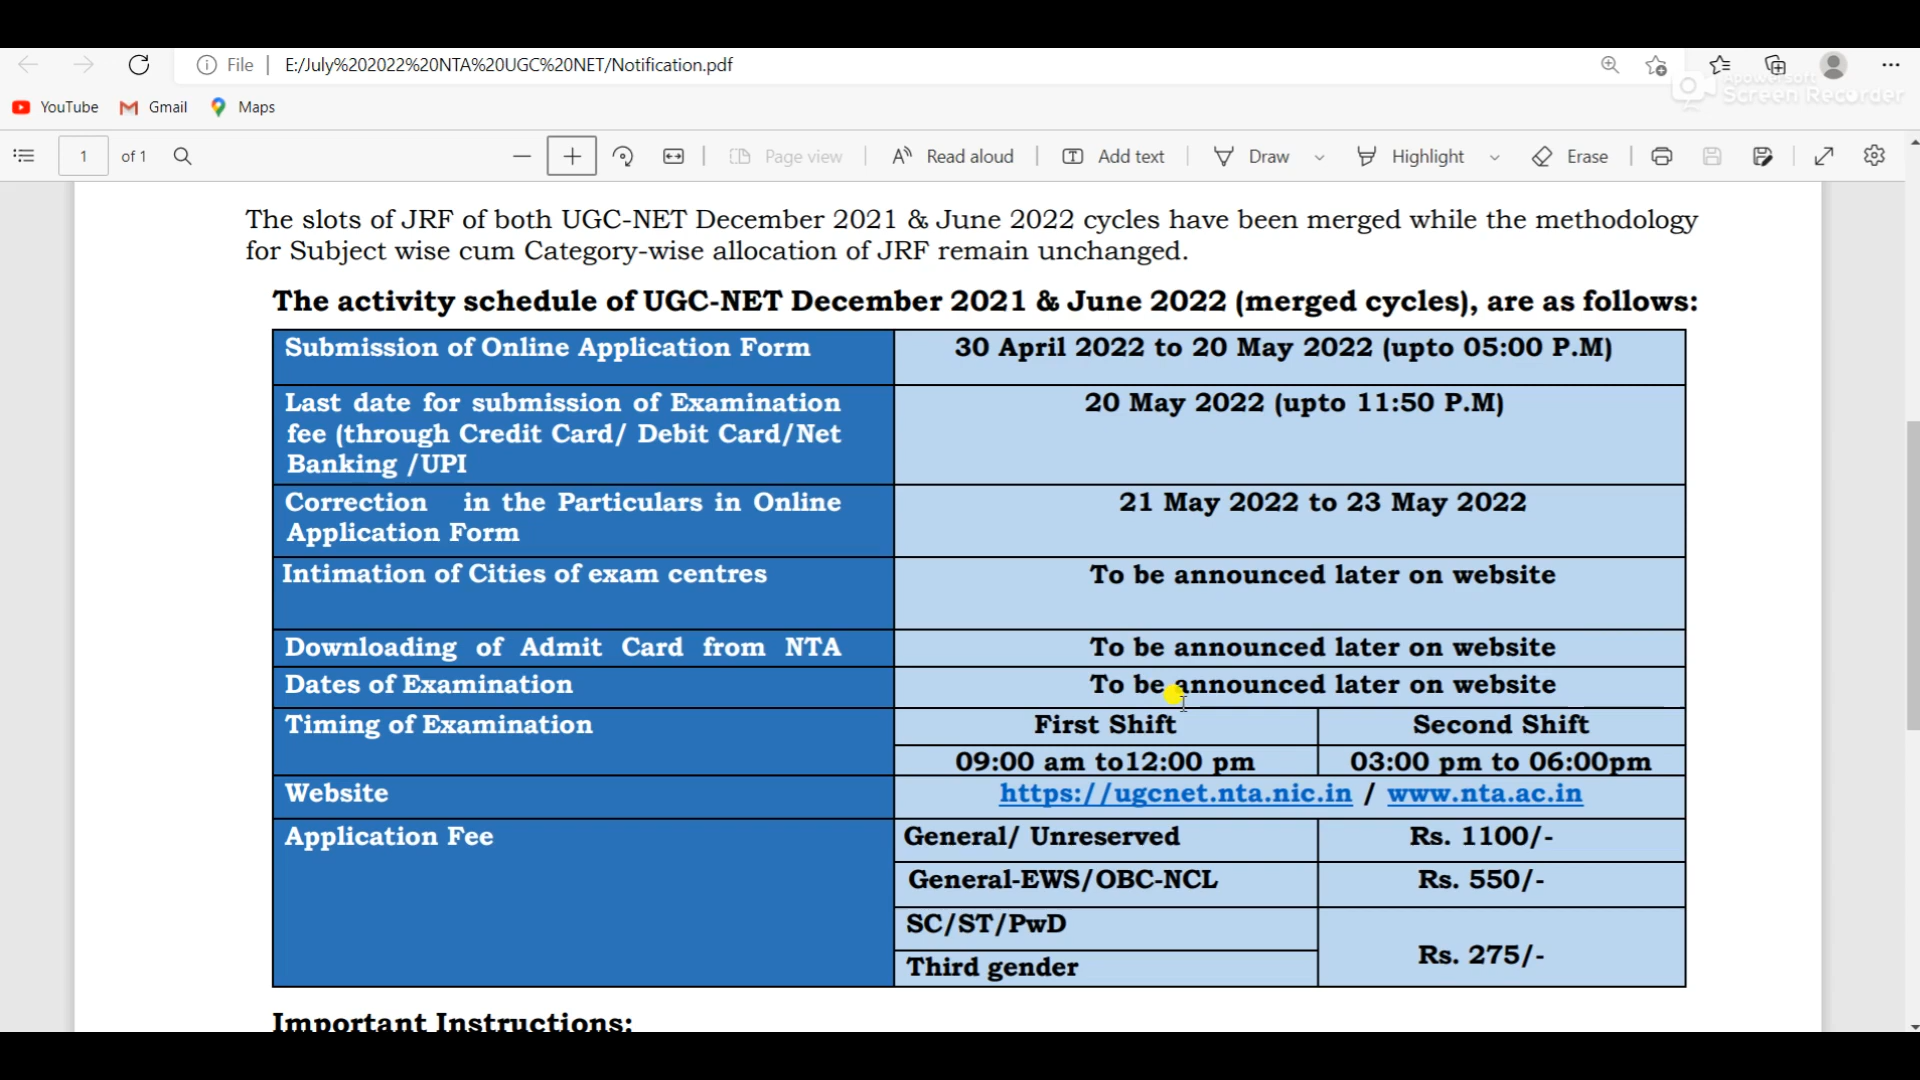 File | E:/July%202022%20NTA%20UGC%20NET/Notification.pdf
Apowersoft
Screen Recorder
YouTube Gmail Maps
1 of 1 Page view Read aloud Add text Draw Highlight Erase
The slots of JRF of both UGC-NET December 2021 & June 2022 cycles have been merged while the methodology
for Subject wise cum Category-wise allocation of JRF remain unchanged.
The activity schedule of UGC-NET December 2021 & June 2022 (merged cycles), are as follows:
Submission of Online Application Form 30 April 2022 to 20 May 2022 (upto 05:00 P.M)
Last date for submission of Examination 20 May 2022 (upto 11:50 P.M)
fee (through Credit Card/ Debit Card/Net
Banking /UPI
Correction in the Particulars in Online 21 May 2022 to 23 May 2022
Application Form
Intimation of Cities of exam centres To be announced later on website
Downloading of Admit Card from NTA To be announced later on website
Dates of Examination To be announced later on website
Timing of Examination First Shift Second Shift
09:00 am to12:00 pm 03:00 pm to 06:00pm
Website https://ugcnet.nta.nic.in / www.nta.ac.in
Application Fee General/ Unreserved Rs. 1100/-
General-EWS/OBC-NCL Rs. 550/-
SC/ST/PwD
Rs. 275/-
Third gender
Important Instructions: